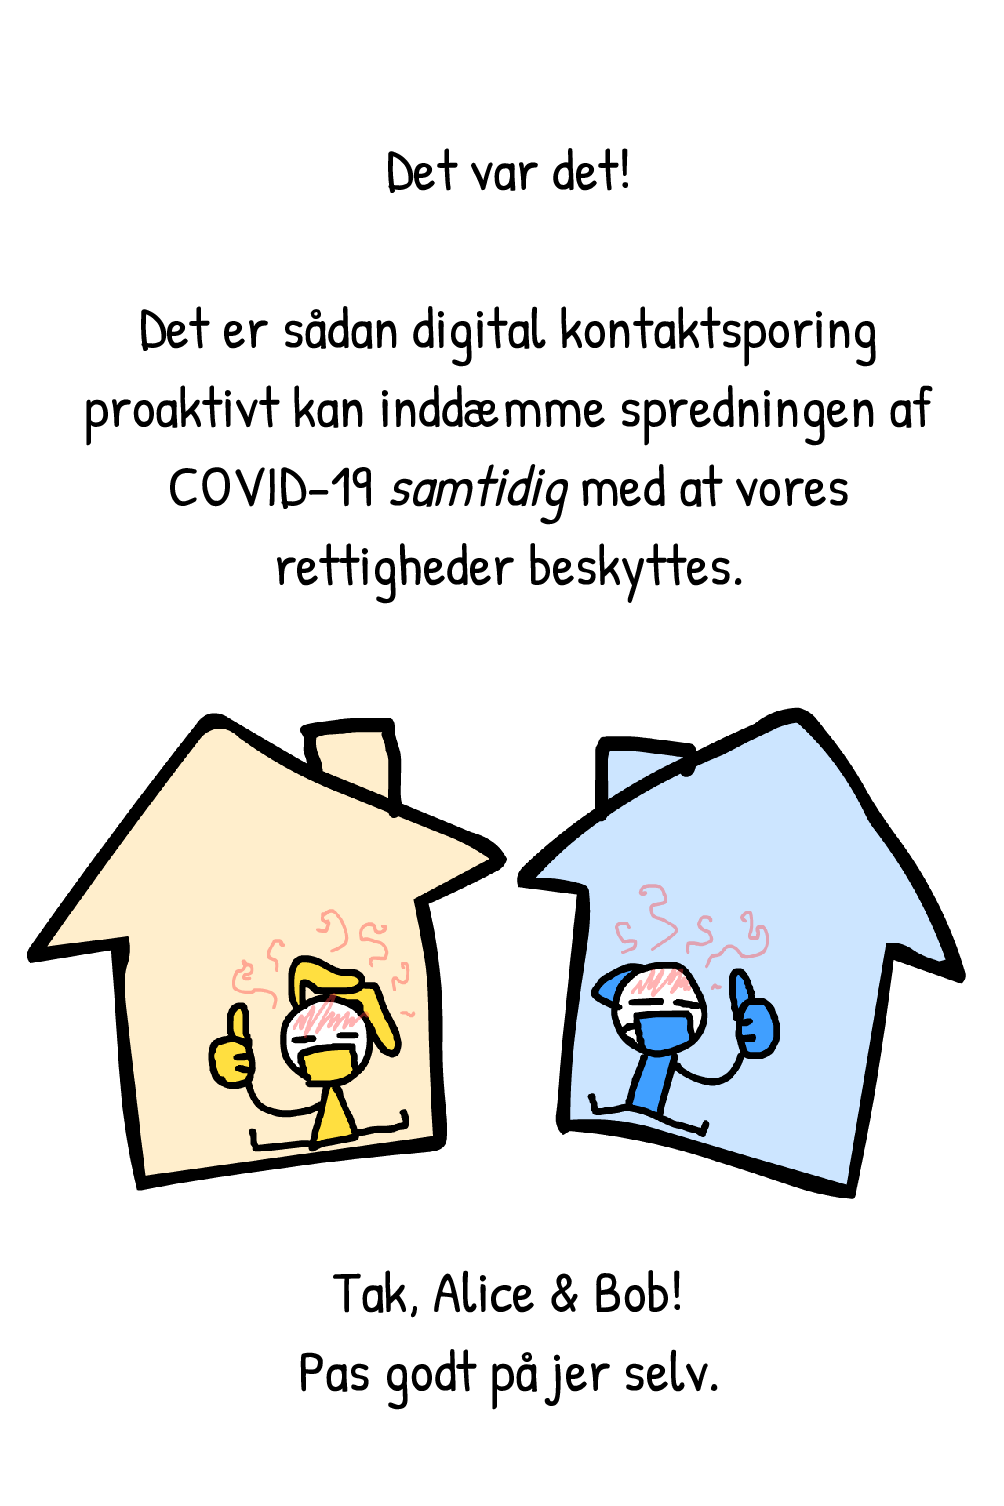 Det var det!
Det er sådan digital kontaktsporing
proaktivt kan inddæmme spredningen af
COVID-19 samtidig med at vores
rettigheder beskyttes.
Tak, Alice & Bob!
Pas godt på jer selv.